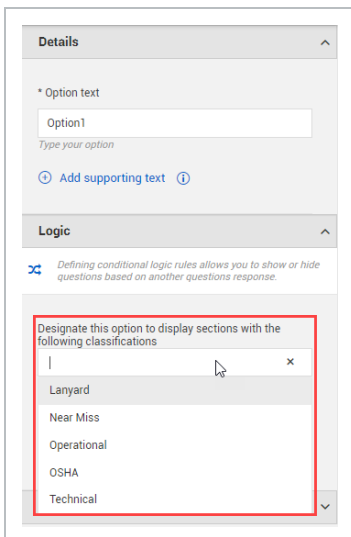 Details
* Option text
Option1
Type your option
Add supporting text
Logic
Defining conditional logic rules allows you to show or hide
questions based on another questions response.
Designate this option to display sections with the
following classifications
Lanyard
Near Miss
Operational
OSHA
Technical